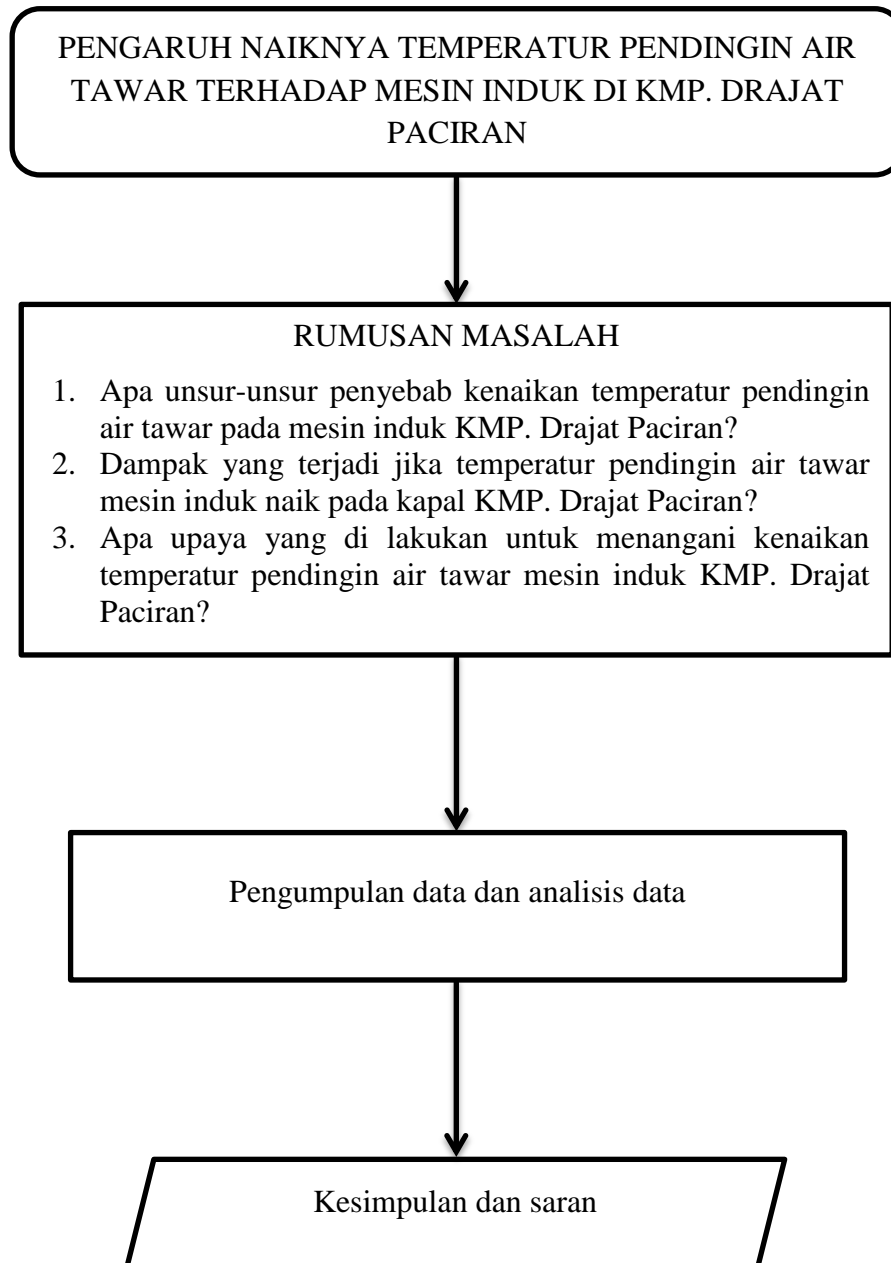 PENGARUH NAIKNYA TEMPERATUR PENDINGIN AIR
TAWAR TERHADAP MESIN INDUK DI KMP. DRAJAT
PACIRAN
RUMUSAN MASALAH
1. Apa unsur-unsur penyebab kenaikan temperatur pendingin
air tawar pada mesin induk KMP. Drajat Paciran?
2. Dampak yang terjadi jika temperatur pendingin air tawar
mesin induk naik pada kapal KMP. Drajat Paciran?
3. Apa upaya yang di lakukan untuk menangani kenaikan
temperatur pendingin air tawar mesin induk KMP. Drajat
Paciran?
Pengumpulan data dan analisis data
Kesimpulan dan saran